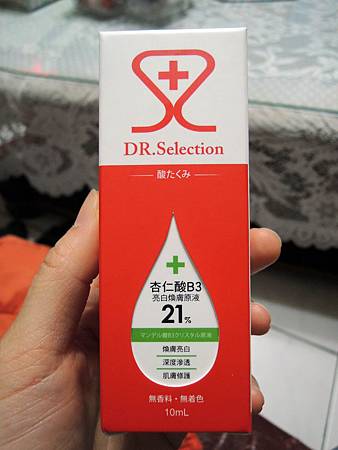 DR.Selection
酸たくみ
杏仁酸B3
亮白煥膚原液
21%
マンデル酸B3クリスタル原液
煥膚亮白
深度滲透
肌膚修護
無香料・無着色
10mL